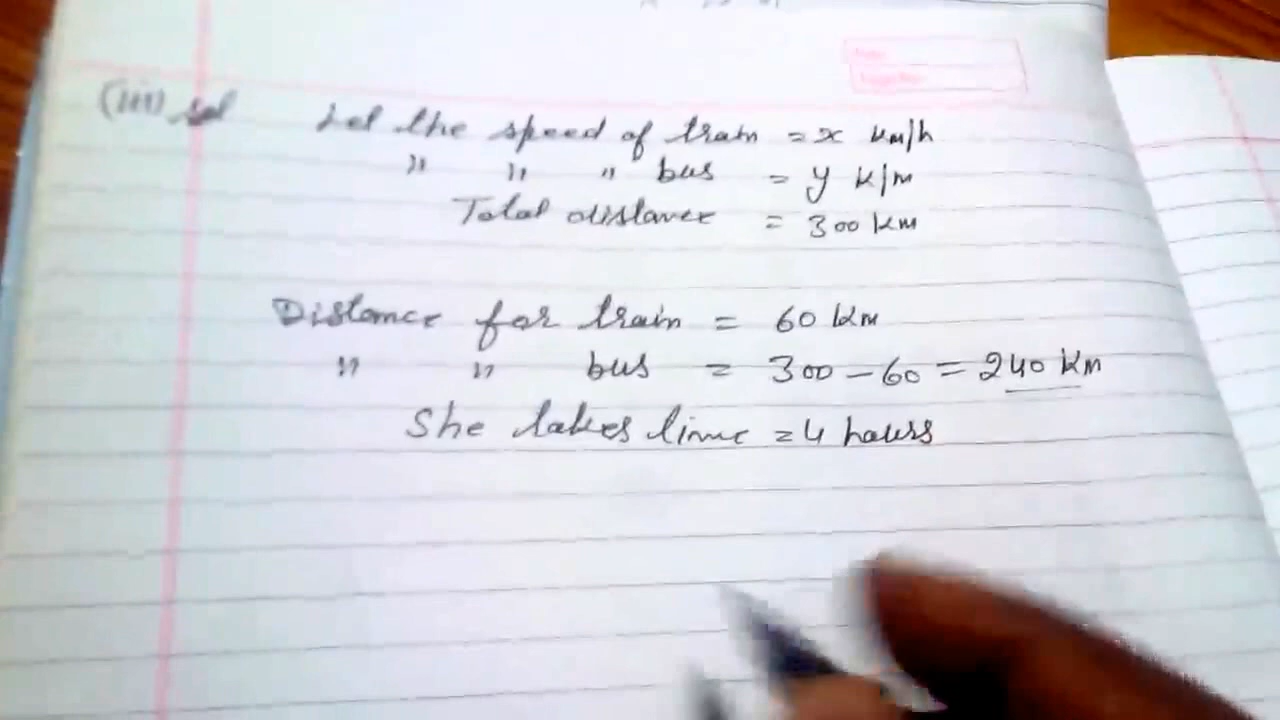 (iii) sol Let the speed of train = x km/h
" " " bus = y k/m
Total distance = 300 km
Distance for train = 60 km
" " bus = 300 - 60 = 240 km
She takes time = 4 hours